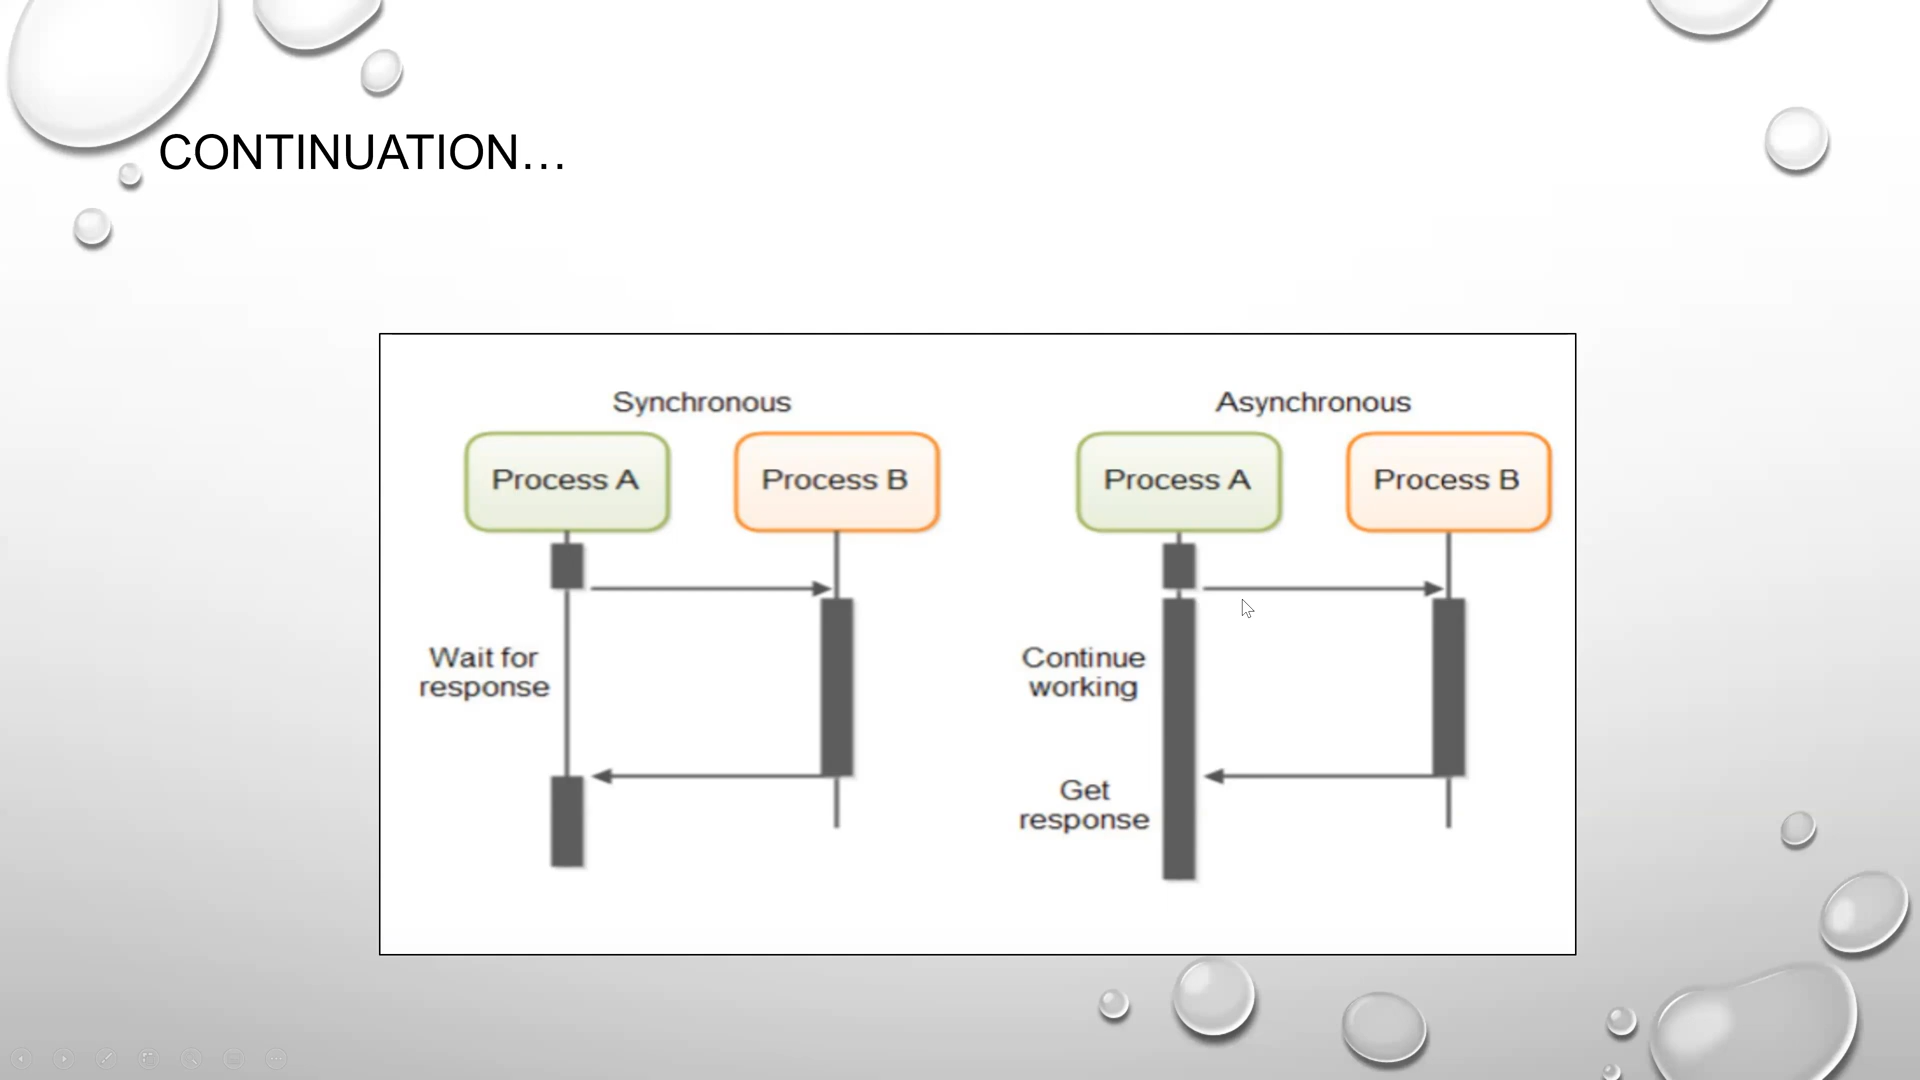 CONTINUATION…
Synchronous
Process A
Process B
Wait for
response
Asynchronous
Process A
Process B
Continue
working
Get
response